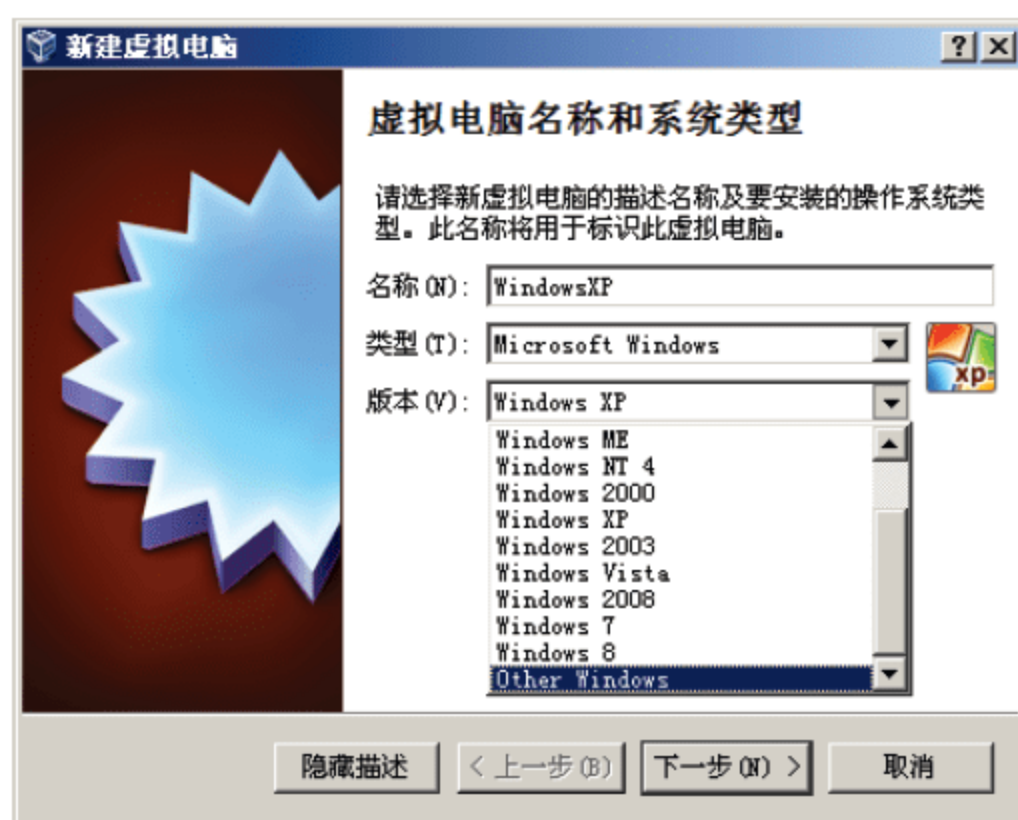 新建虚拟电脑
虚拟电脑名称和系统类型
请选择新虚拟电脑的描述名称及要安装的操作系统类
型。此名称将用于标识此虚拟电脑。
名称(N): WindowsXP
类型(T): Microsoft Windows
xp
版本(V): Windows XP
Windows ME
Windows NT 4
Windows 2000
Windows XP
Windows 2003
Windows Vista
Windows 2008
Windows 7
Windows 8
Other Windows
隐藏描述 < 上一步(B) 下一步(N) > 取消